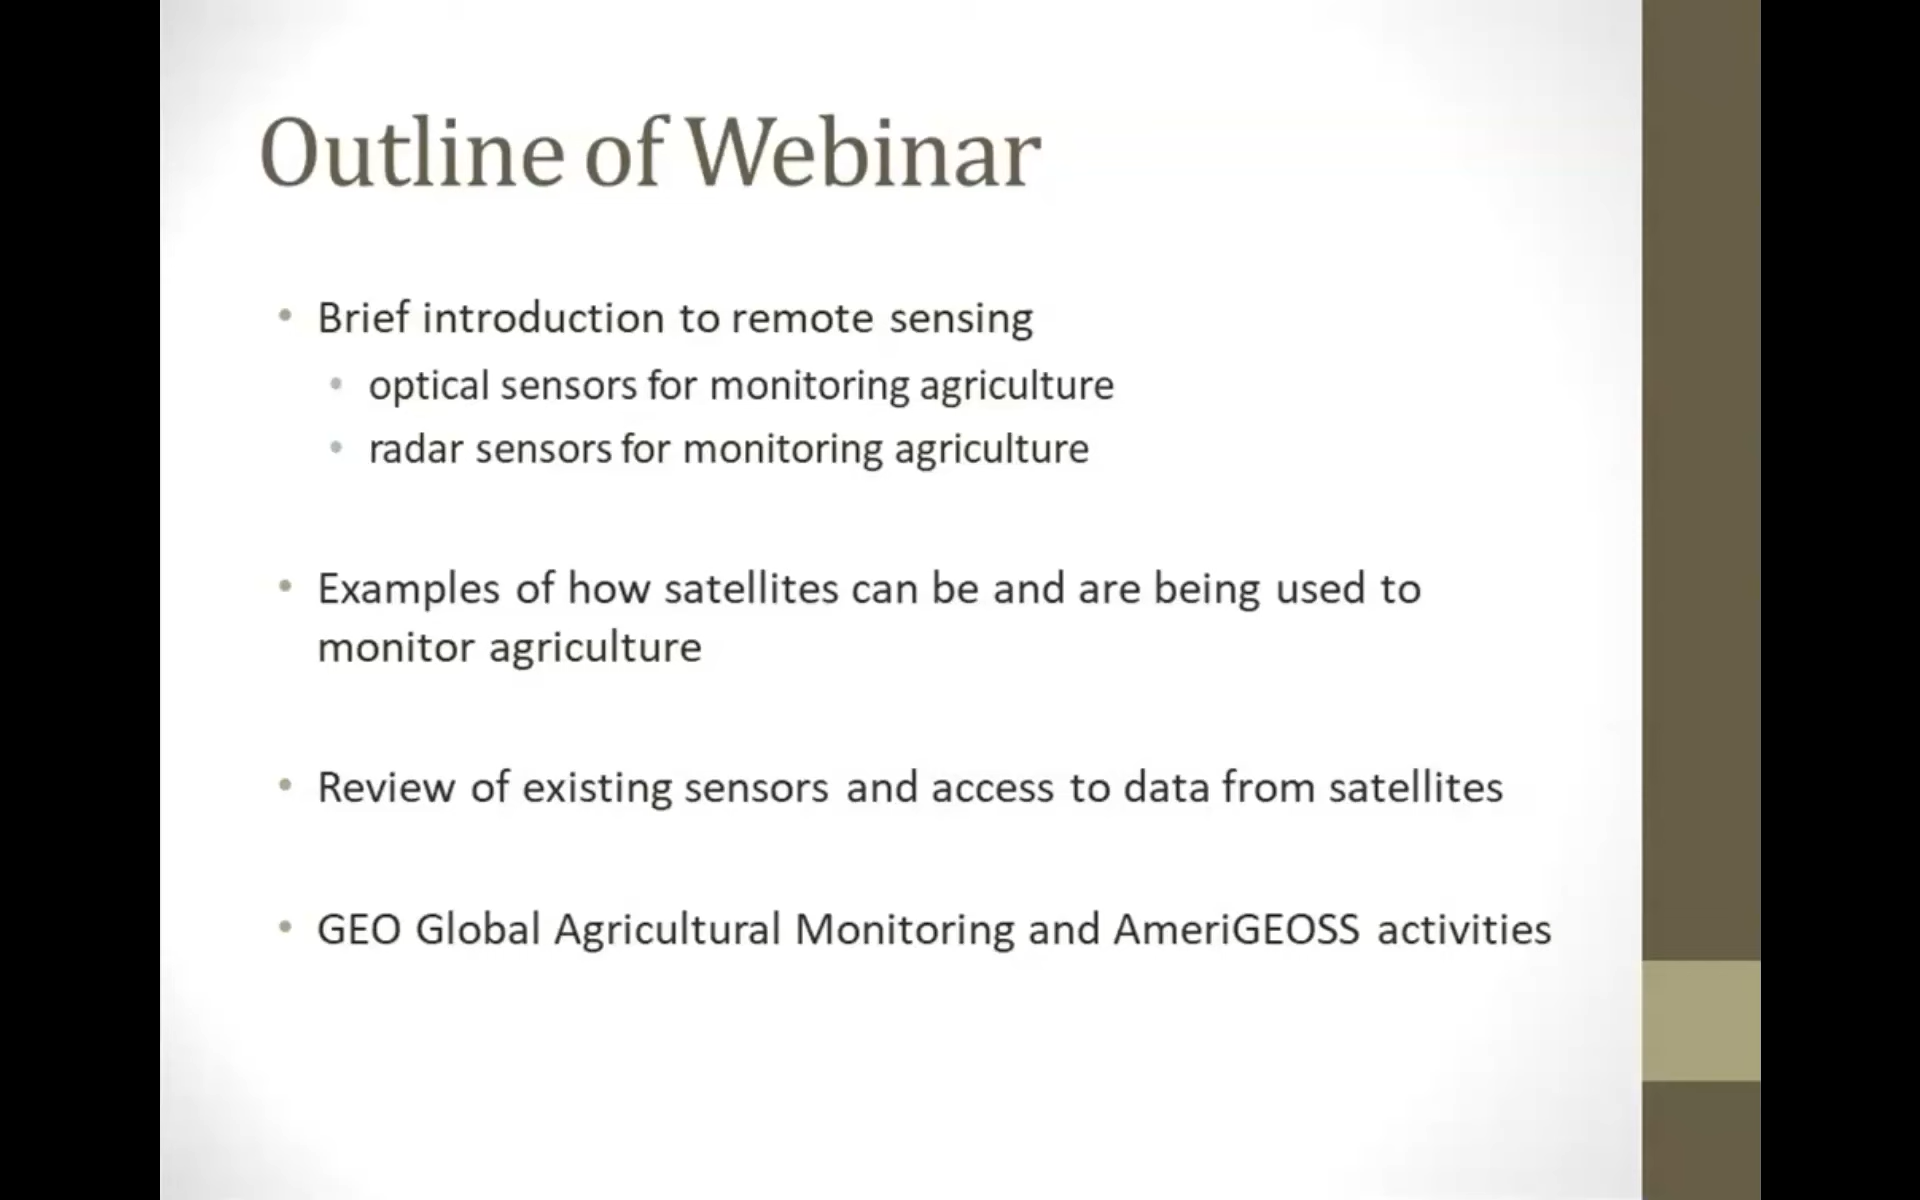 Outline of Webinar
• Brief introduction to remote sensing
• optical sensors for monitoring agriculture
• radar sensors for monitoring agriculture
• Examples of how satellites can be and are being used to
monitor agriculture
• Review of existing sensors and access to data from satellites
• GEO Global Agricultural Monitoring and AmeriGEOSS activities